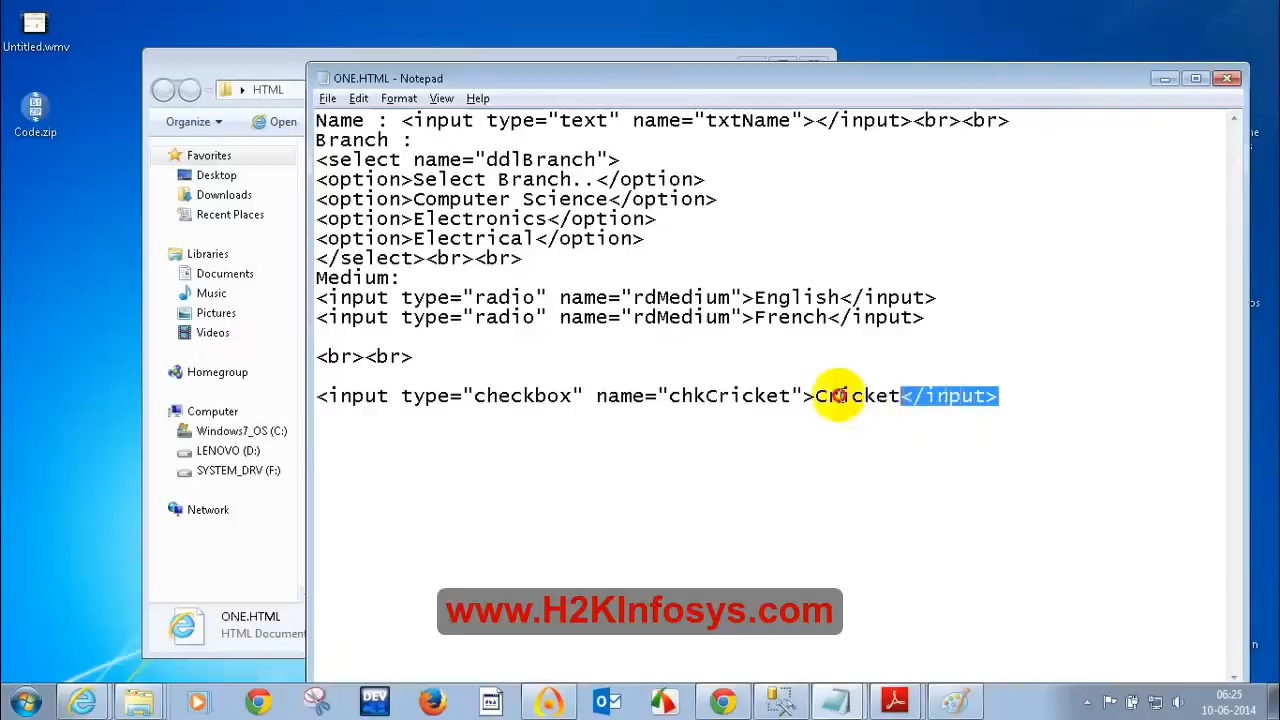 Untitled.wmv
Code.zip
HTML
Organize
Open
Favorites
Desktop
Downloads
Recent Places
Libraries
Documents
Music
Pictures
Videos
Homegroup
Computer
Windows7_OS (C:)
LENOVO (D:)
SYSTEM_DRV (F:)
Network
ONE.HTML
HTML Document
ONE.HTML - Notepad
File Edit Format View Help
Name : <input type="text" name="txtName"></input><br><br>
Branch :
<select name="ddlBranch">
<option>Select Branch..</option>
<option>Computer Science</option>
<option>Electronics</option>
<option>Electrical</option>
</select><br><br>
Medium:
<input type="radio" name="rdMedium">English</input>
<input type="radio" name="rdMedium">French</input>
<br><br>
<input type="checkbox" name="chkCricket">Cricket</input>
www.H2KInfosys.com
DEV
06:25
10-06-2014